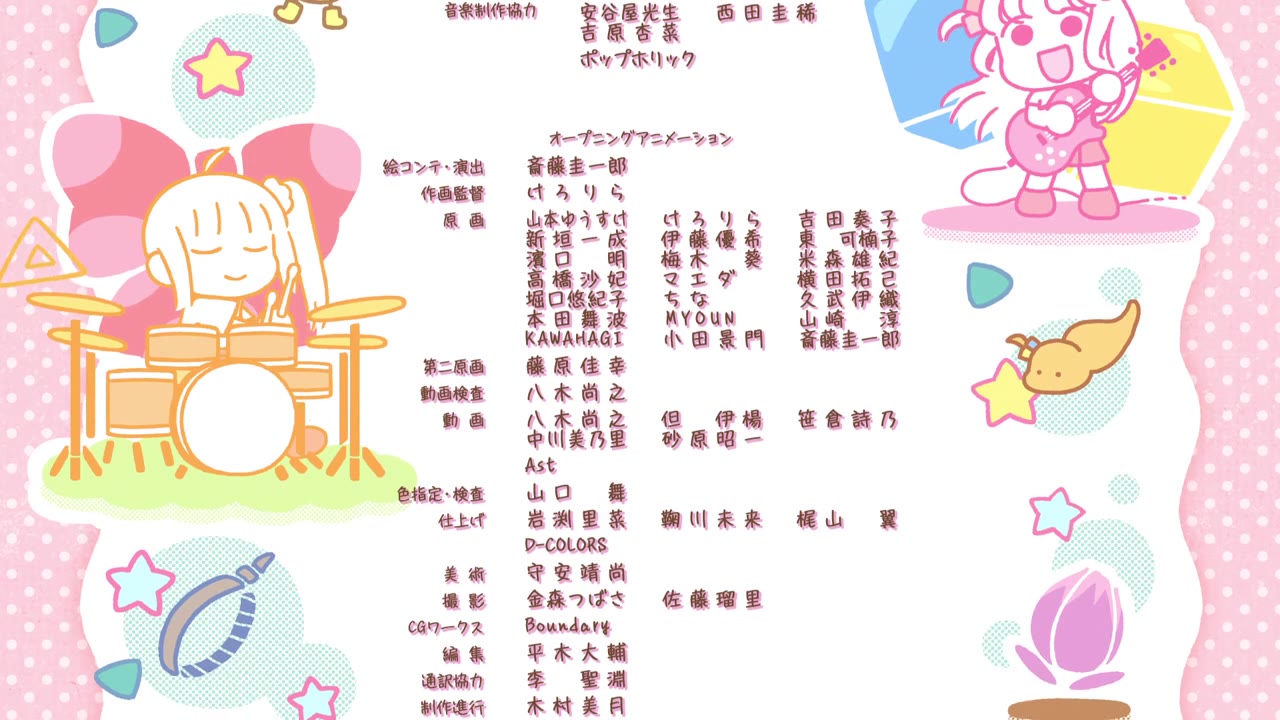 音楽制作協力 安谷屋光生 西田圭稀
吉原杏菜
ポップホリック
オープニングアニメーション
絵コンテ・演出 斎藤圭一郎
作画監督 けろりら
原画 山本ゆうすけ けろりら 吉田奏子
新垣一成 伊藤優希 東 可楠子
濱口 明 梅木 葵 米森雄紀
高橋沙妃 マエダ 横田拓己
堀口悠紀子 ちな 久武伊織
本田舞波 MYOUN 山崎 淳
KAWAHAGI 小田景門 斎藤圭一郎
第二原画 藤原佳幸
動画検査 八木尚之
動画 八木尚之 但 伊楊 笹倉詩乃
中川美乃里 砂原昭一
Ast
色指定・検査 山口 舞
仕上げ 岩渕里菜 鞠川未来 梶山 翼
D-COLORS
美術 守安靖尚
撮影 金森つばさ 佐藤瑠里
CGワークス Boundary
編集 平木大輔
通訳協力 李 聖淵
制作進行 木村美月